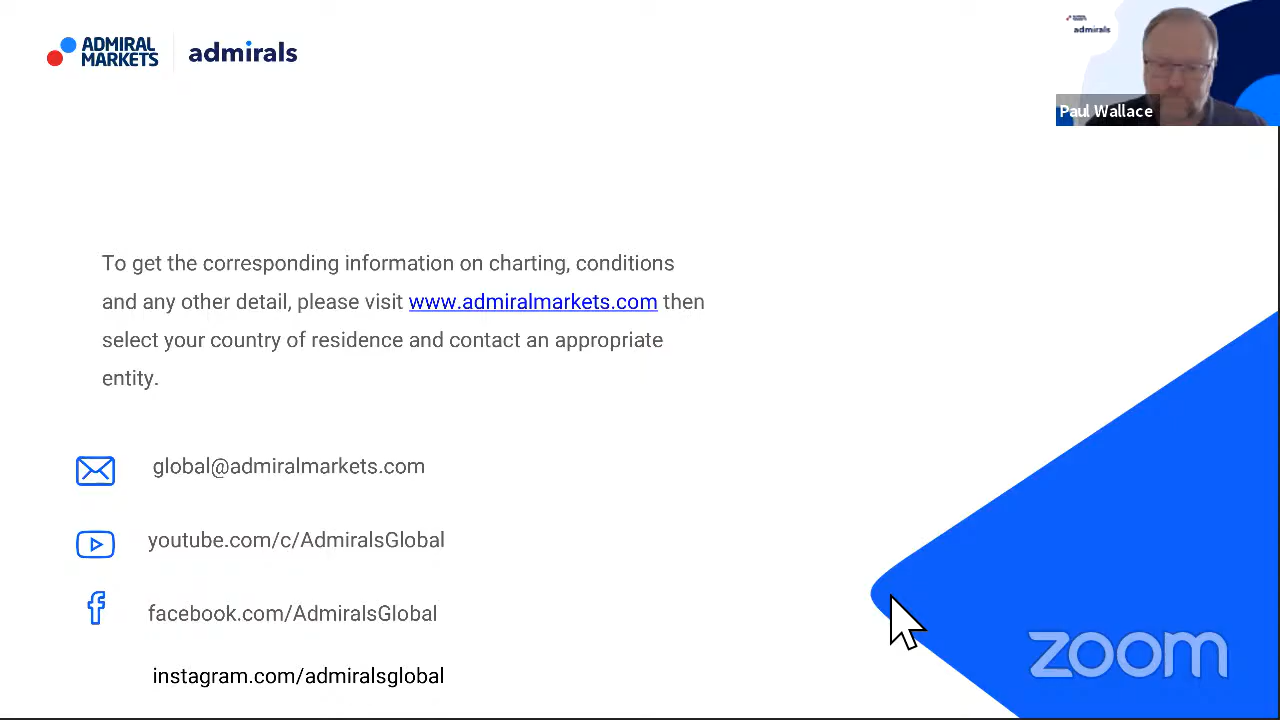 ADMIRAL
MARKETS
admirals
admirals
Paul Wallace
To get the corresponding information on charting, conditions
and any other detail, please visit www.admiralmarkets.com then
select your country of residence and contact an appropriate
entity.
global@admiralmarkets.com
youtube.com/c/AdmiralsGlobal
facebook.com/AdmiralsGlobal
instagram.com/admiralsglobal
zoom